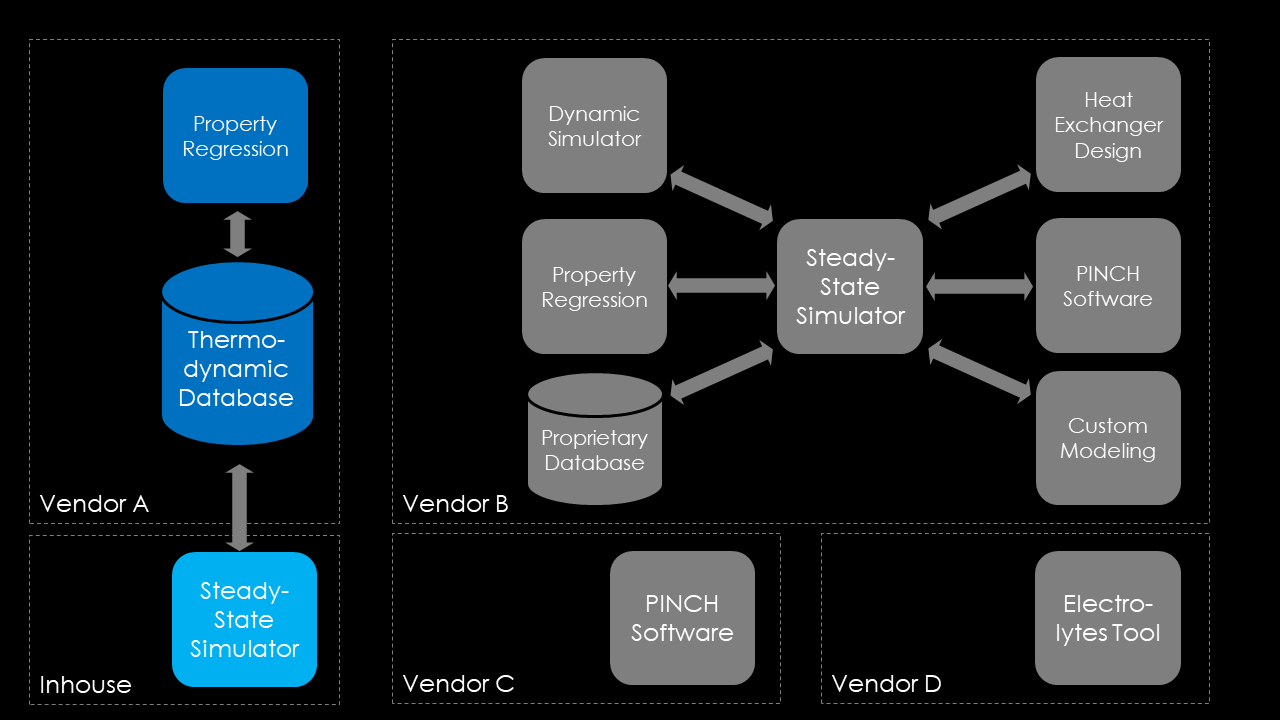 Property
Regression
Thermo-
dynamic
Database
Vendor A
Steady-
State
Simulator
Inhouse
Dynamic
Simulator
Property
Regression
Proprietary
Database
Steady-
State
Simulator
Heat
Exchanger
Design
PINCH
Software
Custom
Modeling
Vendor B
PINCH
Software
Vendor C
Electro-
lytes Tool
Vendor D